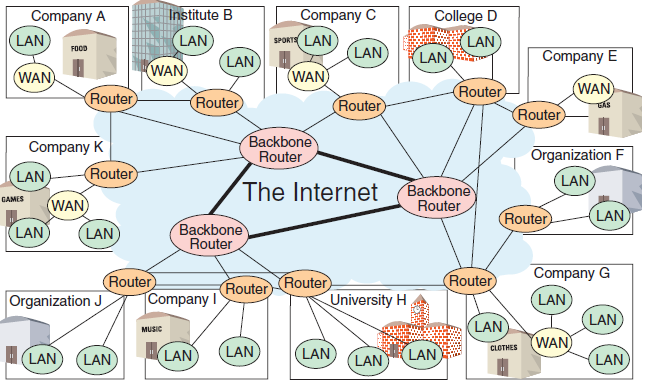 Company A
LAN
FOOD
WAN
Router
Institute B
LAN
LAN
WAN
Router
Company C
SPORTS
LAN
LAN
WAN
Router
College D
LAN
LAN
Router
Company E
WAN
GAS
Router
Company K
LAN
GAMES
WAN
LAN
LAN
Router
Backbone
Router
The Internet
Backbone
Router
Backbone
Router
Organization F
LAN
LAN
Router
Router
Organization J
LAN
LAN
Router
Company I
MUSIC
LAN
LAN
Router
University H
LAN
LAN
LAN
Router
Company G
LAN
LAN
LAN
WAN
CLOTHES
LAN